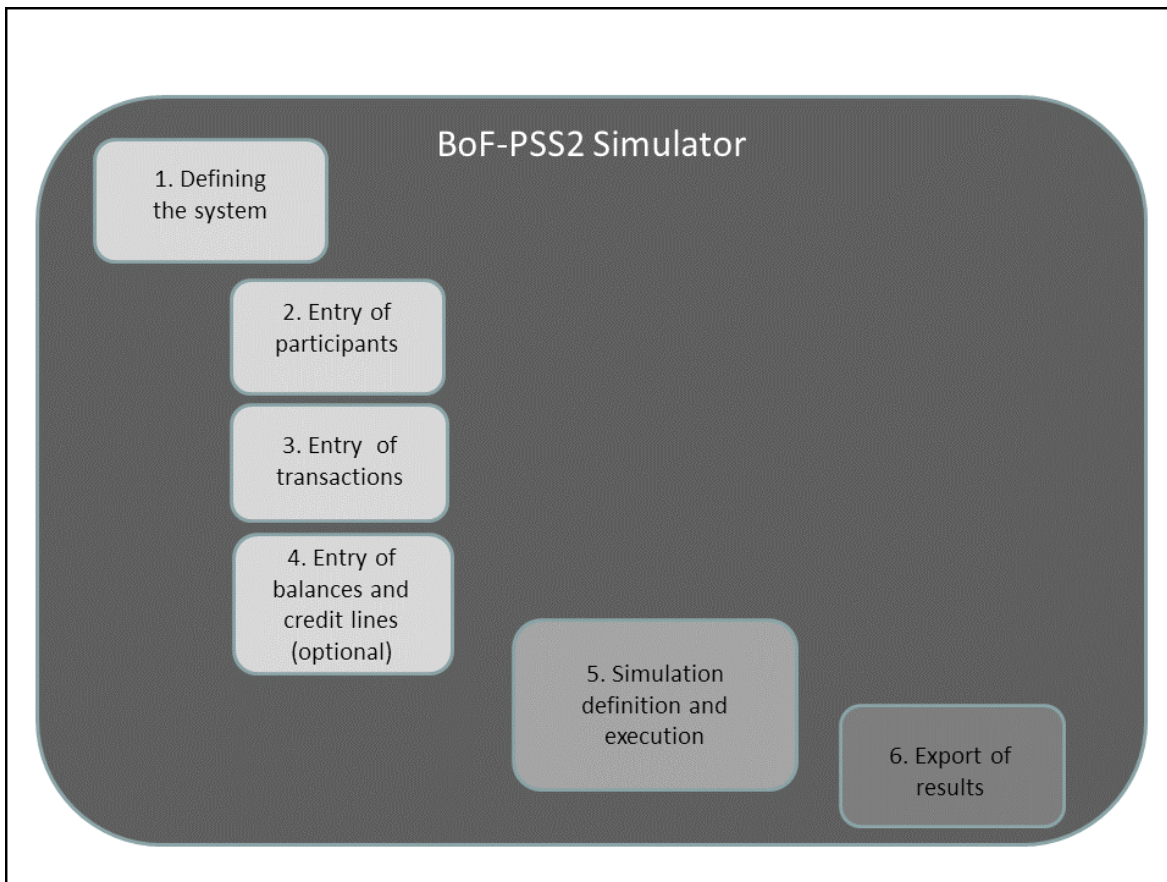 BoF-PSS2 Simulator
1. Defining
the system
2. Entry of
participants
3. Entry of
transactions
4. Entry of
balances and
credit lines
(optional)
5. Simulation
definition and
execution
6. Export of
results